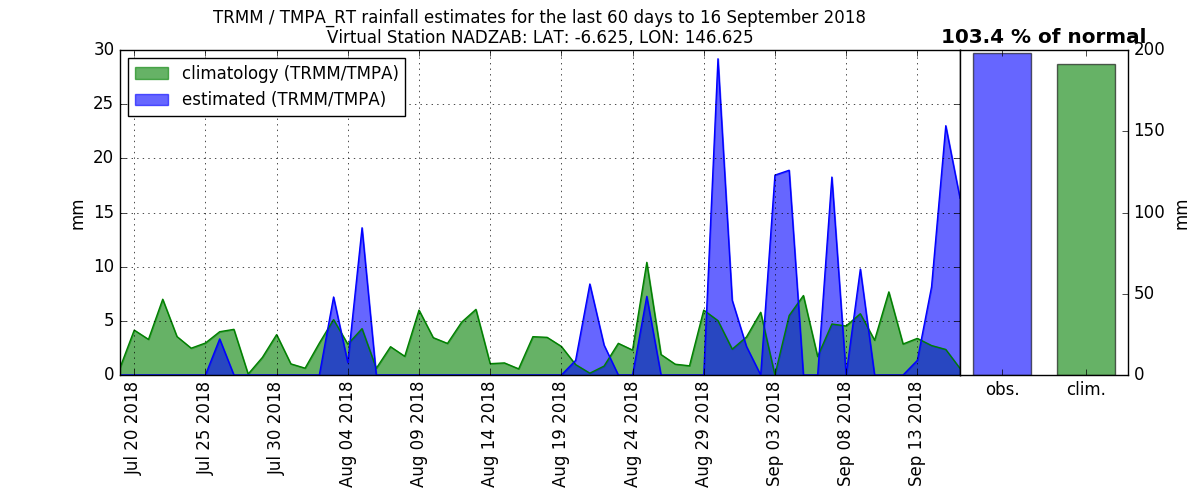 TRMM / TMPA_RT rainfall estimates for the last 60 days to 16 September 2018
Virtual Station NADZAB: LAT: -6.625, LON: 146.625
103.4 % of normal
climatology (TRMM/TMPA)
estimated (TRMM/TMPA)
30
25
20
15
10
5
0
mm
200
150
100
50
0
mm
Jul 20 2018
Jul 25 2018
Jul 30 2018
Aug 04 2018
Aug 09 2018
Aug 14 2018
Aug 19 2018
Aug 24 2018
Aug 29 2018
Sep 03 2018
Sep 08 2018
Sep 13 2018
obs.
clim.